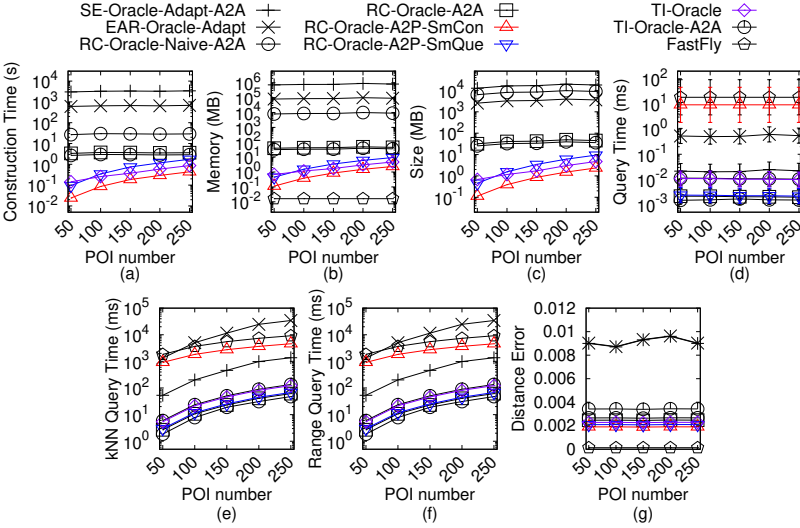 SE-Oracle-Adapt-A2A RC-Oracle-A2A TI-Oracle
EAR-Oracle-Adapt RC-Oracle-A2P-SmCon TI-Oracle-A2A
RC-Oracle-Naive-A2A RC-Oracle-A2P-SmQue FastFly
Construction Time (s)
10^4
10^3
10^2
10^1
10^0
10^-1
10^-2
50 100 150 200 250
POI number
(a)
Memory (MB)
10^6
10^5
10^4
10^3
10^2
10^1
10^0
10^-1
10^-2
50 100 150 200 250
POI number
(b)
Size (MB)
10^4
10^3
10^2
10^1
10^0
10^-1
50 100 150 200 250
POI number
(c)
Query Time (ms)
10^2
10^1
10^0
10^-1
10^-2
10^-3
50 100 150 200 250
POI number
(d)
kNN Query Time (ms)
10^5
10^4
10^3
10^2
10^1
10^0
50 100 150 200 250
POI number
(e)
Range Query Time (ms)
10^5
10^4
10^3
10^2
10^1
10^0
50 100 150 200 250
POI number
(f)
Distance Error
0.012
0.01
0.008
0.006
0.004
0.002
0
50 100 150 200 250
POI number
(g)